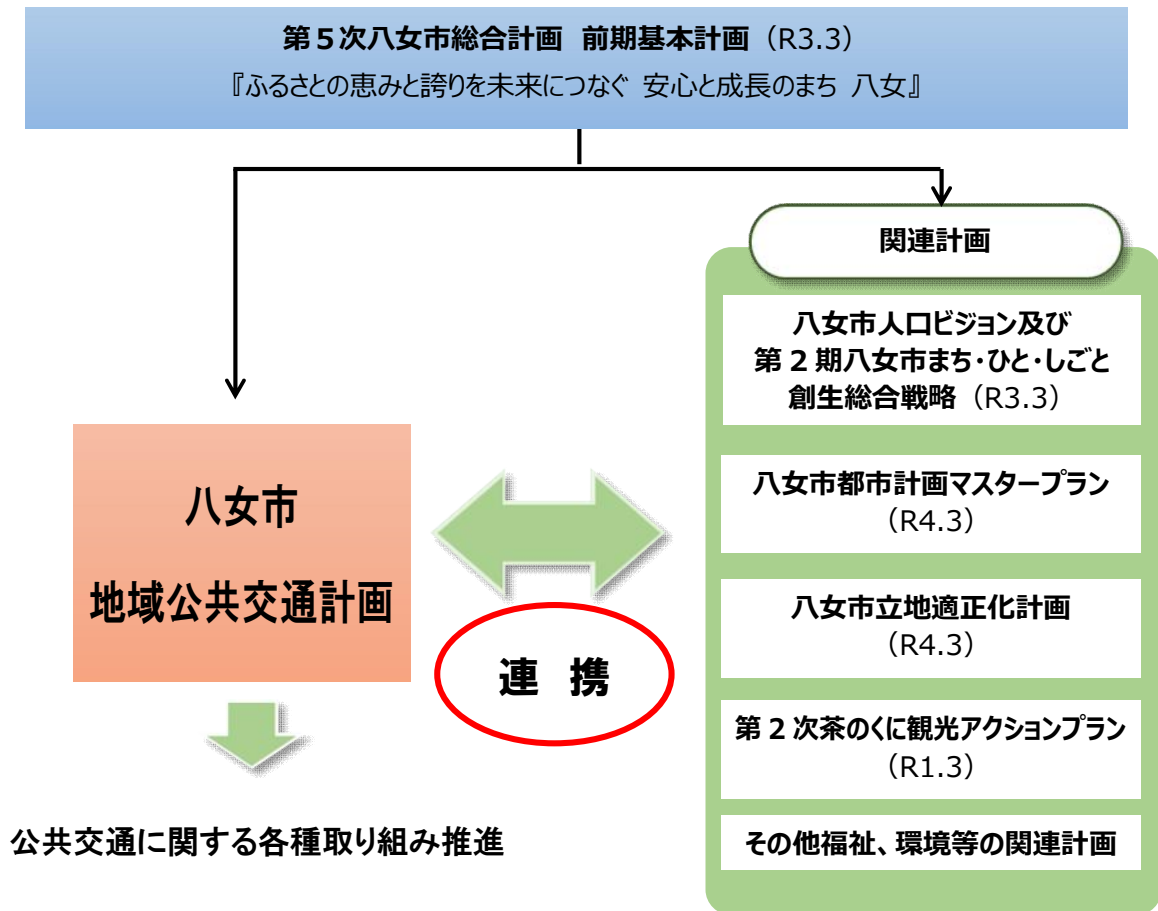 第5次八女市総合計画 前期基本計画（R3.3）
『ふるさとの恵みと誇りを未来につなぐ 安心と成長のまち 八女』
関連計画
八女市人口ビジョン及び
第2期八女市まち・ひと・しごと
創生総合戦略（R3.3）
八女市都市計画マスタープラン
（R4.3）
八女市立地適正化計画
（R4.3）
第2次茶のくに観光アクションプラン
（R1.3）
その他福祉、環境等の関連計画
八女市
地域公共交通計画
連 携
公共交通に関する各種取り組み推進